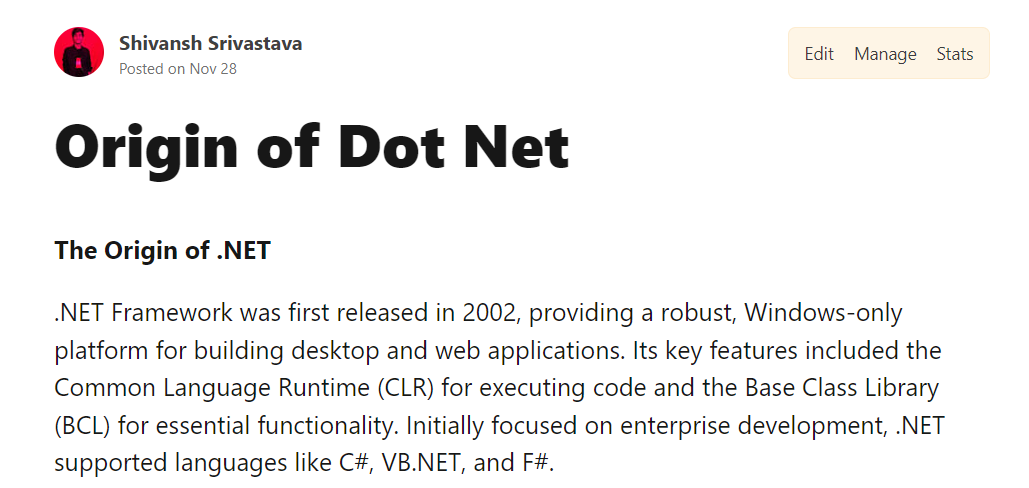 Shivansh Srivastava
Posted on Nov 28
Edit Manage Stats
Origin of Dot Net
The Origin of .NET
.NET Framework was first released in 2002, providing a robust, Windows-only
platform for building desktop and web applications. Its key features included the
Common Language Runtime (CLR) for executing code and the Base Class Library
(BCL) for essential functionality. Initially focused on enterprise development, .NET
supported languages like C#, VB.NET, and F#.